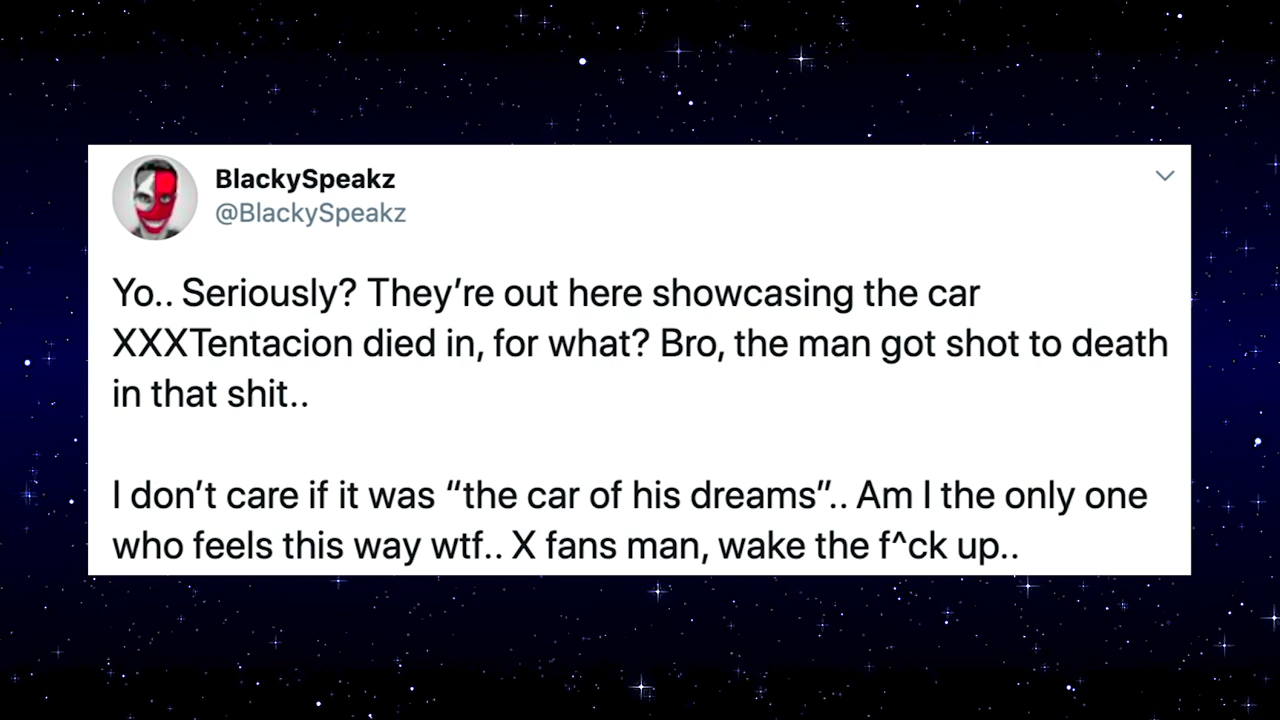 BlackySpeakz
@BlackySpeakz
Yo.. Seriously? They’re out here showcasing the car
XXXTentacion died in, for what? Bro, the man got shot to death
in that shit..
I don’t care if it was “the car of his dreams”.. Am I the only one
who feels this way wtf.. X fans man, wake the f^ck up..